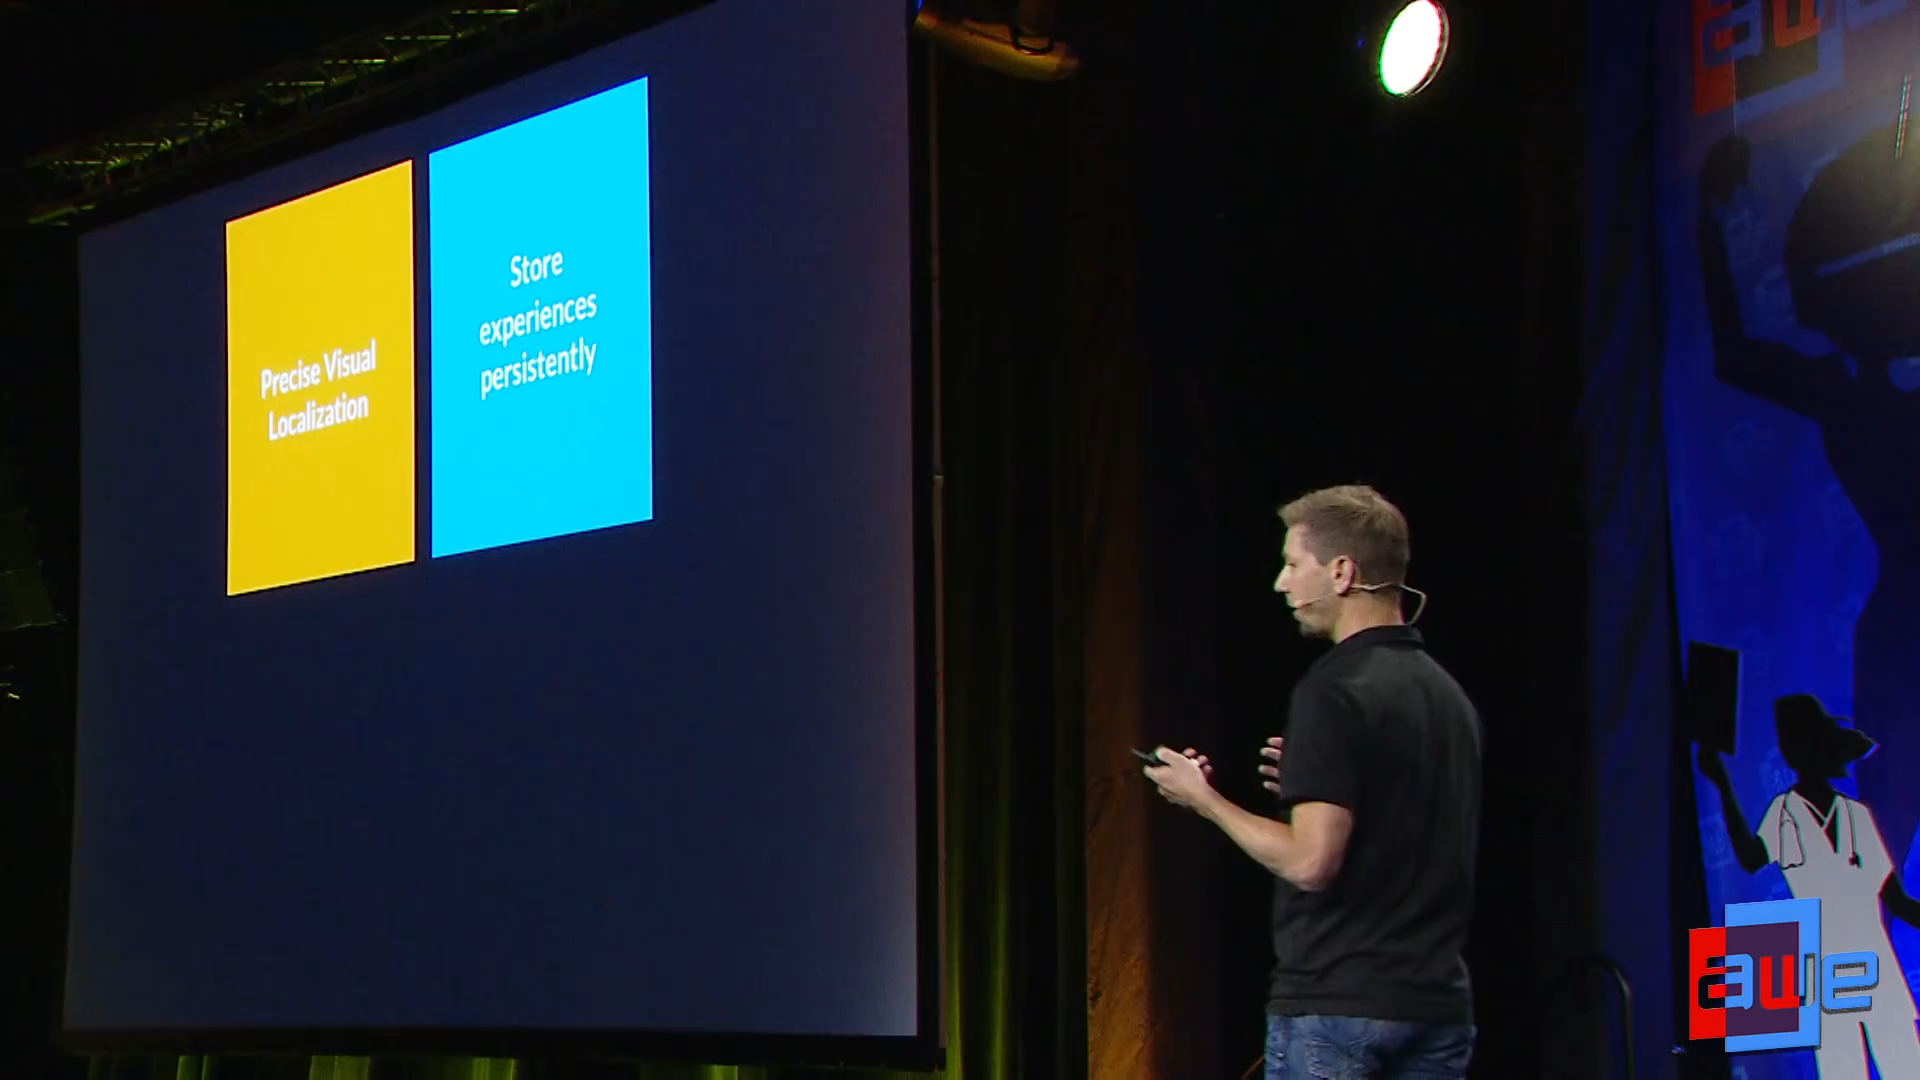 Precise Visual
Localization
Store
experiences
persistently
awe